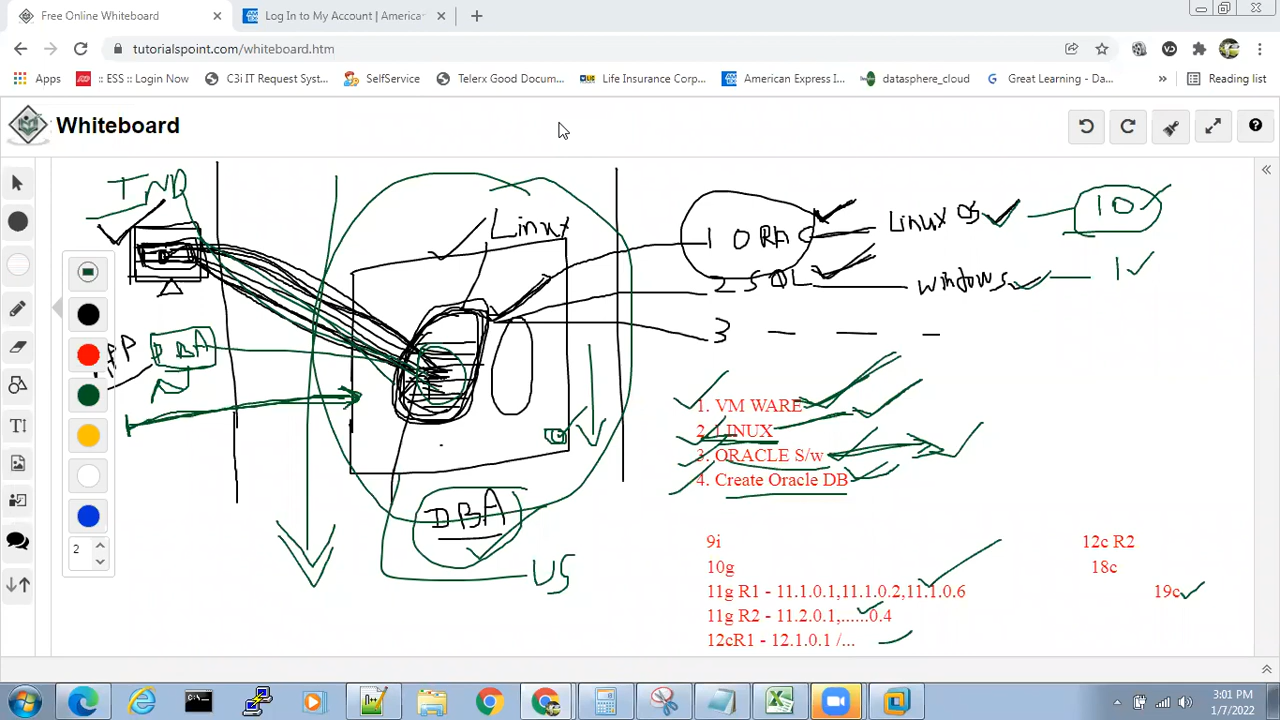 Free Online Whiteboard
Log In to My Account | America
tutorialspoint.com/whiteboard.htm
Apps
:: ESS :: Login Now
C3i IT Request Syst...
SelfService
Telerx Good Docum...
Life Insurance Corp...
American Express I...
datasphere_cloud
Great Learning - Da...
»
Reading list
Whiteboard
Linux
Linux OS
10
windows
1
3
DBA
DBA
US
1. VM WARE
2. LINUX
3. ORACLE S/w
4. Create Oracle DB
9i
12c R2
10g
18c
11g R1 - 11.1.0.1,11.1.0.2,11.1.0.6
19c
11g R2 - 11.2.0.1,......0.4
12cR1 - 12.1.0.1 /...
2
3:01 PM
1/7/2022